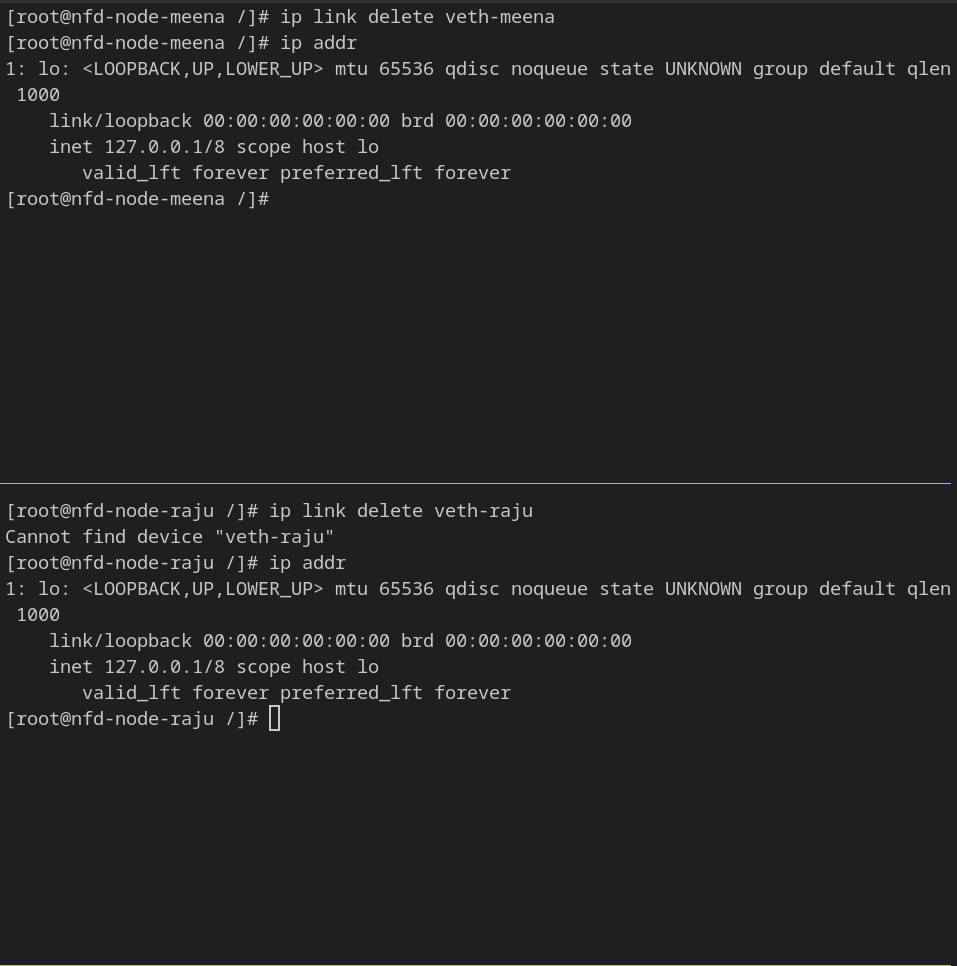 [root@nfd-node-meena /]# ip link delete veth-meena
[root@nfd-node-meena /]# ip addr
1: lo: <LOOPBACK,UP,LOWER_UP> mtu 65536 qdisc noqueue state UNKNOWN group default qlen
 1000
    link/loopback 00:00:00:00:00:00 brd 00:00:00:00:00:00
    inet 127.0.0.1/8 scope host lo
       valid_lft forever preferred_lft forever
[root@nfd-node-meena /]#
[root@nfd-node-raju /]# ip link delete veth-raju
Cannot find device "veth-raju"
[root@nfd-node-raju /]# ip addr
1: lo: <LOOPBACK,UP,LOWER_UP> mtu 65536 qdisc noqueue state UNKNOWN group default qlen
 1000
    link/loopback 00:00:00:00:00:00 brd 00:00:00:00:00:00
    inet 127.0.0.1/8 scope host lo
       valid_lft forever preferred_lft forever
[root@nfd-node-raju /]#